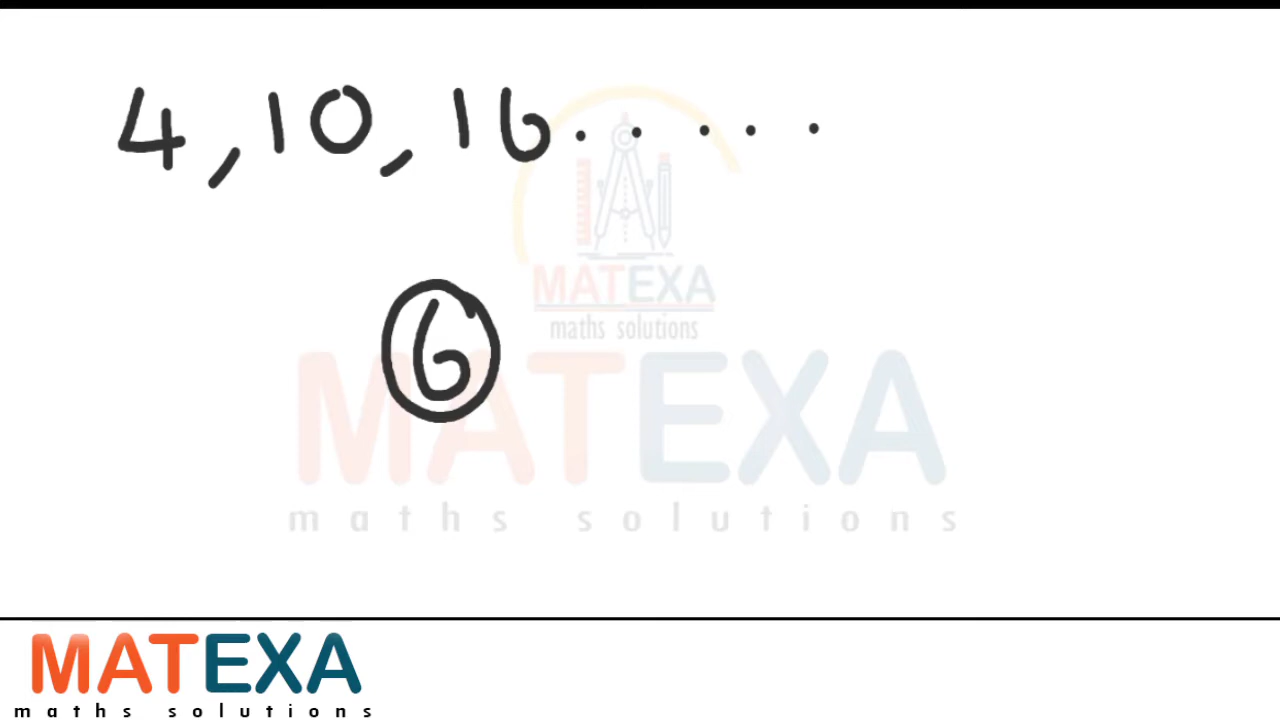 4, 10, 16.....
MATEXA
maths solutions
6
MATEXA
maths solutions
MATEXA
maths solutions